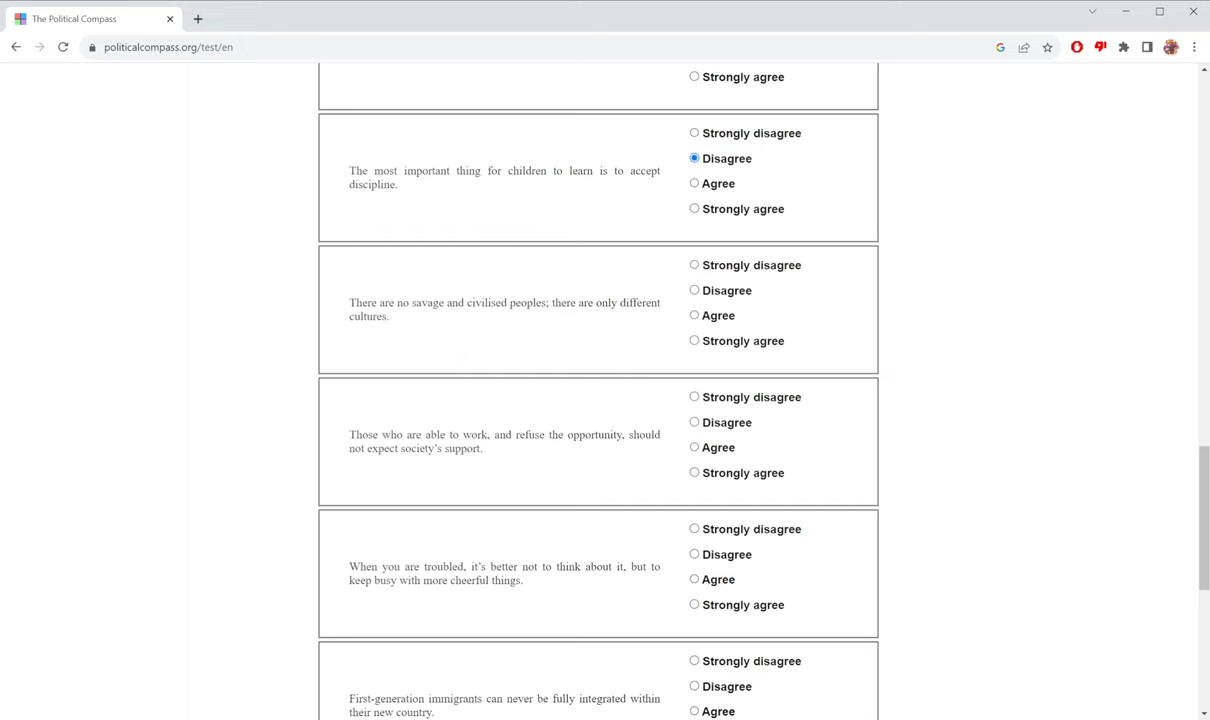 The Political Compass
politicalcompass.org/test/en
Strongly agree
The most important thing for children to learn is to accept
discipline.
Strongly disagree
Disagree
Agree
Strongly agree
There are no savage and civilised peoples; there are only different
cultures.
Strongly disagree
Disagree
Agree
Strongly agree
Those who are able to work, and refuse the opportunity, should
not expect society's support.
Strongly disagree
Disagree
Agree
Strongly agree
When you are troubled, it's better not to think about it, but to
keep busy with more cheerful things.
Strongly disagree
Disagree
Agree
Strongly agree
First-generation immigrants can never be fully integrated within
their new country.
Strongly disagree
Disagree
Agree